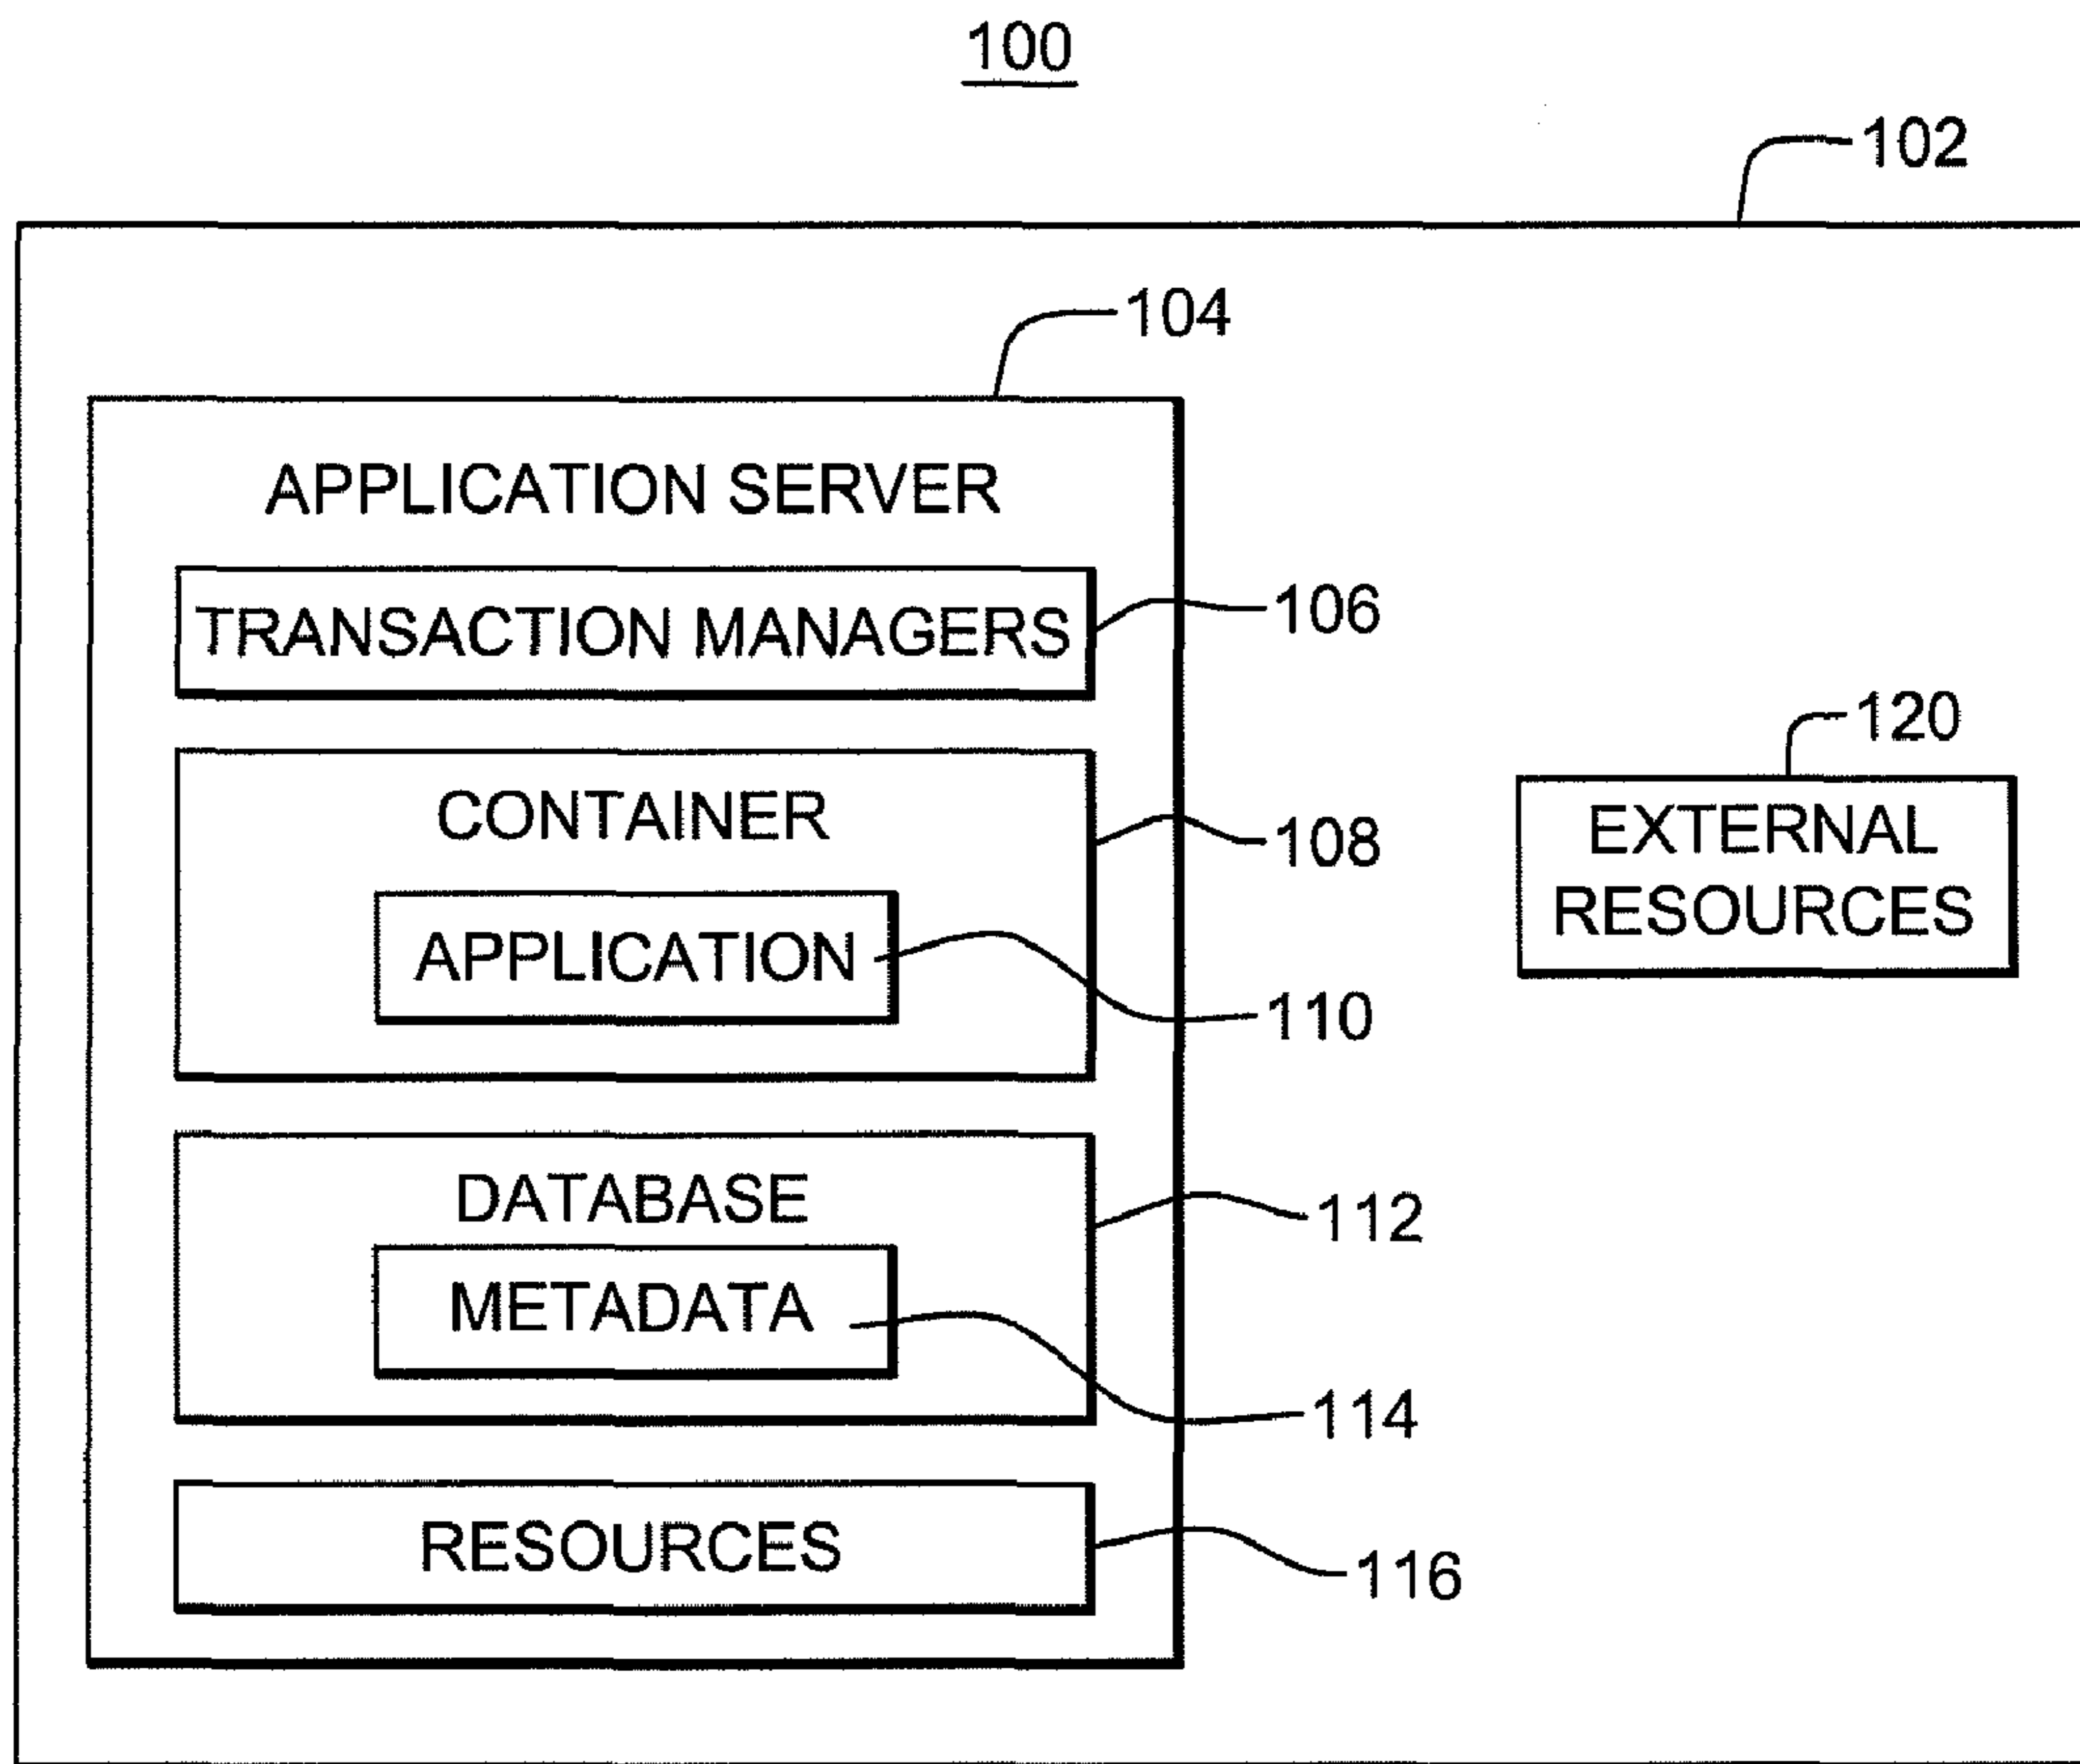 100
102
104
APPLICATION SERVER
TRANSACTION MANAGERS
106
120
CONTAINER
108
EXTERNAL
RESOURCES
APPLICATION
110
DATABASE
112
METADATA
114
RESOURCES
116